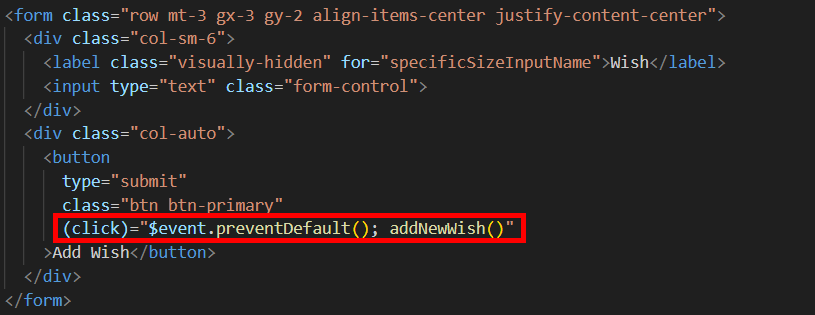 <form class="row mt-3 gx-3 gy-2 align-items-center justify-content-center">
<div class="col-sm-6">
<label class="visually-hidden" for="specificSizeInputName">Wish</label>
<input type="text" class="form-control">
</div>
<div class="col-auto">
<button
type="submit"
class="btn btn-primary"
(click)="$event.preventDefault(); addNewWish()"
>Add Wish</button>
</div>
</form>